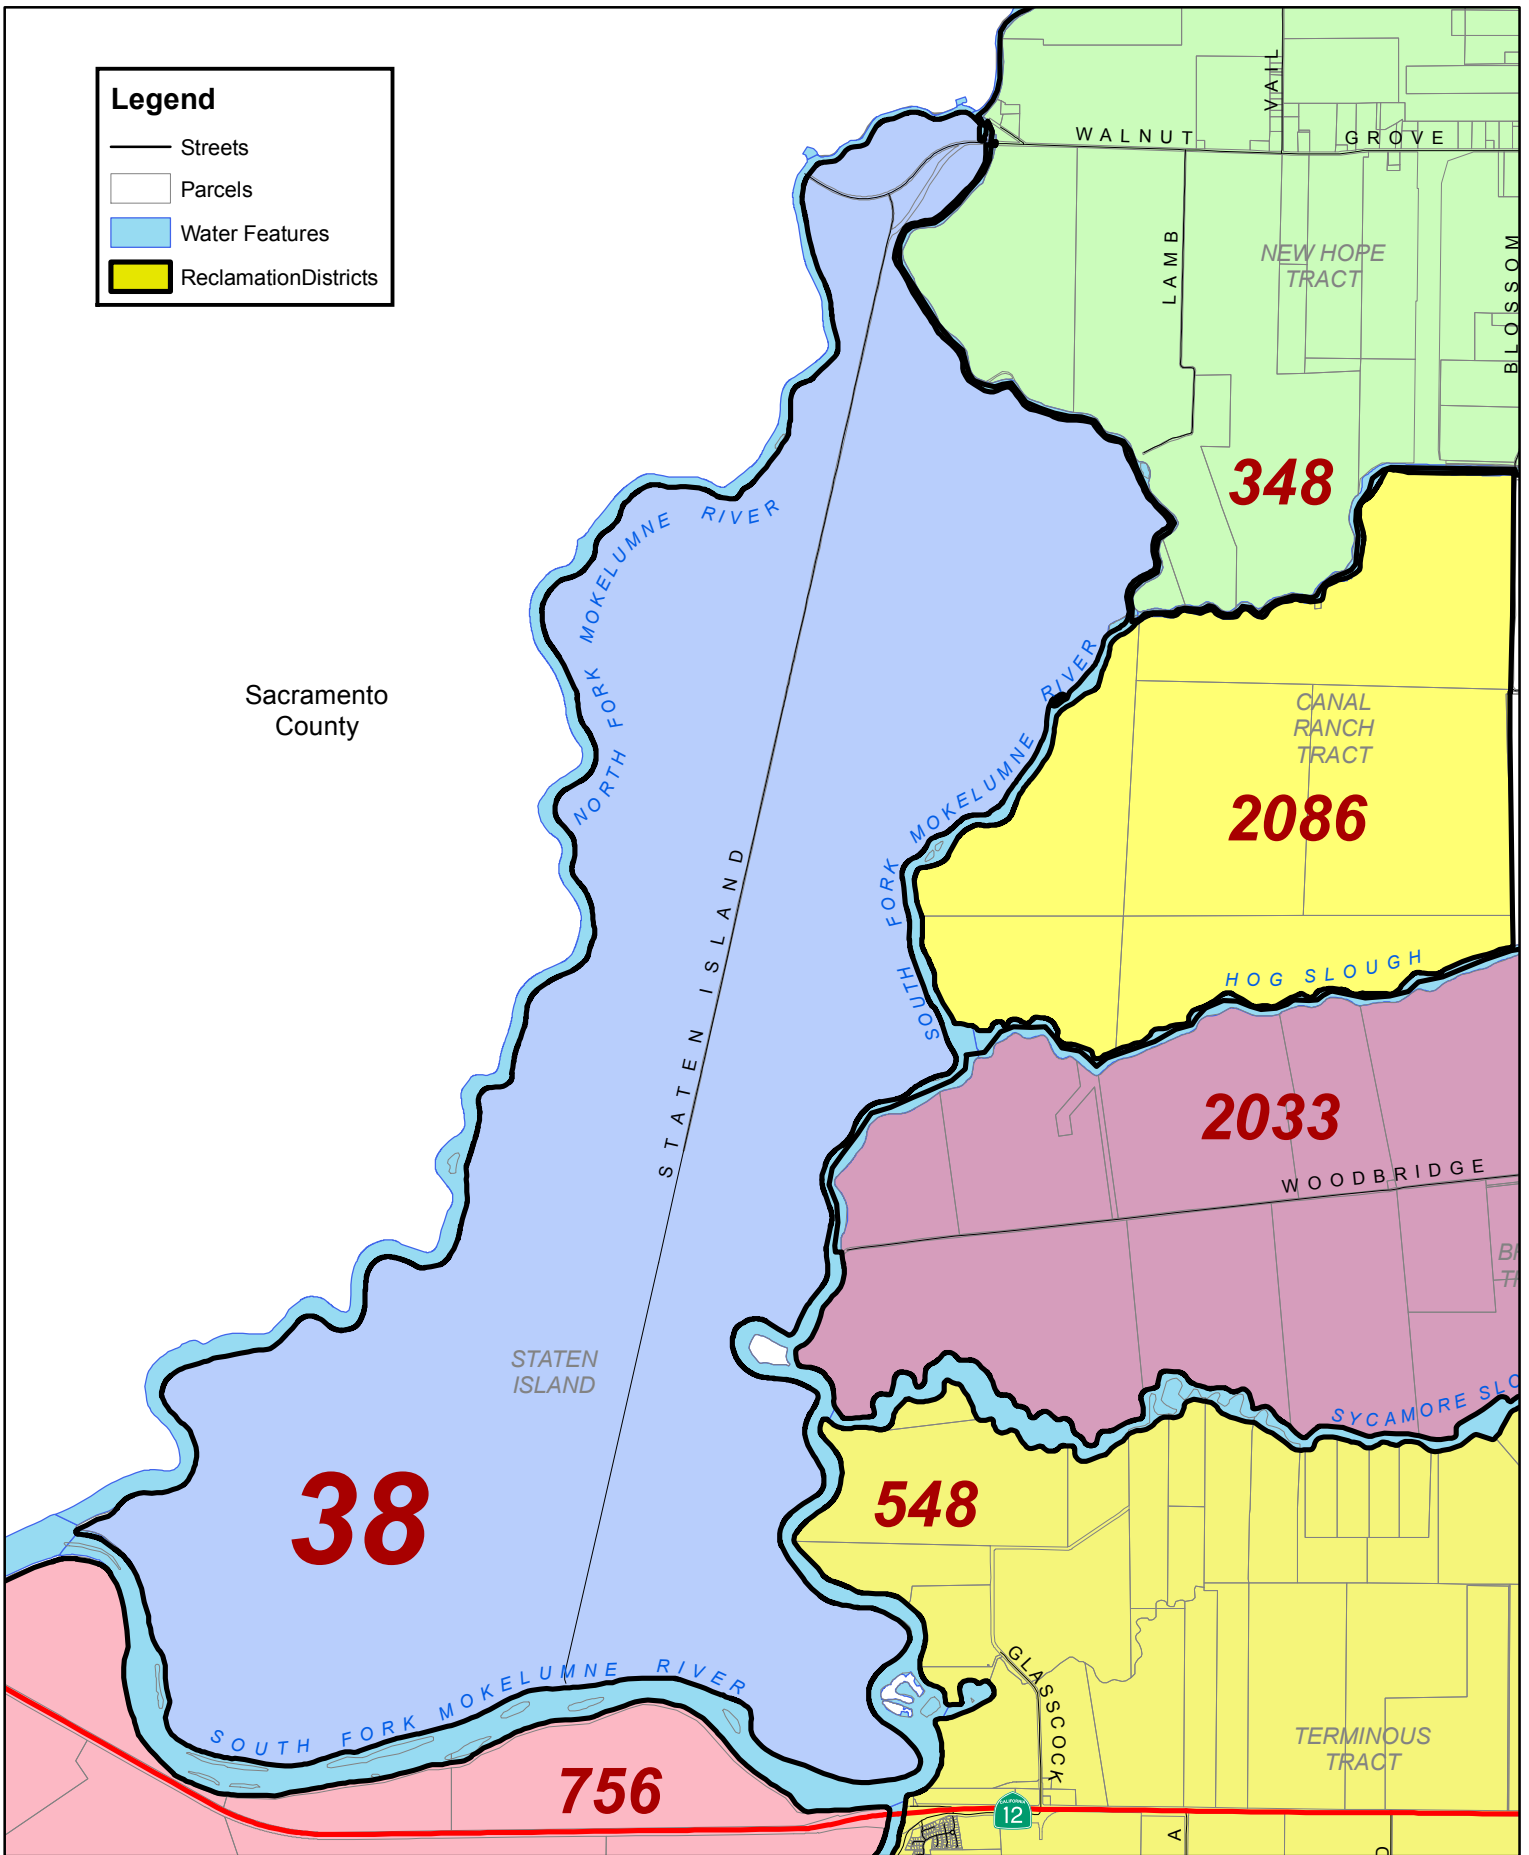 Legend
Streets
Parcels
Water Features
ReclamationDistricts
VAIL
WALNUT GROVE
LAMB
NEW HOPE
TRACT
BLOSSOM
348
NORTH FORK MOKELUMNE RIVER
Sacramento
County
SOUTH FORK MOKELUMNE RIVER
CANAL
RANCH
TRACT
2086
STATEN ISLAND
HOG SLOUGH
2033
WOODBRIDGE
STATEN
ISLAND
SYCAMORE SLO
38
548
GLASSCOCK
SOUTH FORK MOKELUMNE RIVER
TERMINOUS
TRACT
756
CALIFORNIA
12
A